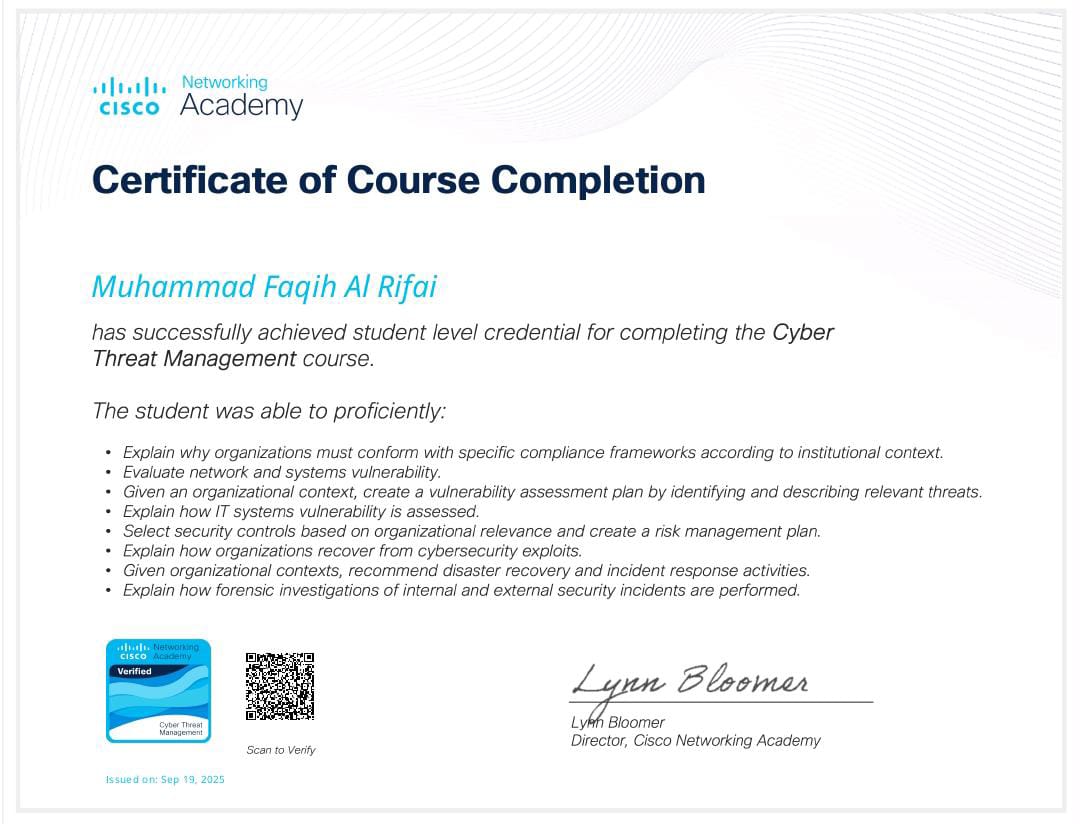 Networking
CISCO Academy
Certificate of Course Completion
Muhammad Faqih Al Rifai
has successfully achieved student level credential for completing the Cyber
Threat Management course.
The student was able to proficiently:
• Explain why organizations must conform with specific compliance frameworks according to institutional context.
• Evaluate network and systems vulnerability.
• Given an organizational context, create a vulnerability assessment plan by identifying and describing relevant threats.
• Explain how IT systems vulnerability is assessed.
• Select security controls based on organizational relevance and create a risk management plan.
• Explain how organizations recover from cybersecurity exploits.
• Given organizational contexts, recommend disaster recovery and incident response activities.
• Explain how forensic investigations of internal and external security incidents are performed.
Networking
CISCO Academy
Verified
Cyber Threat
Management
Scan to Verify
Issued on: Sep 19, 2025
Lynn Bloomer
Lynn Bloomer
Director, Cisco Networking Academy